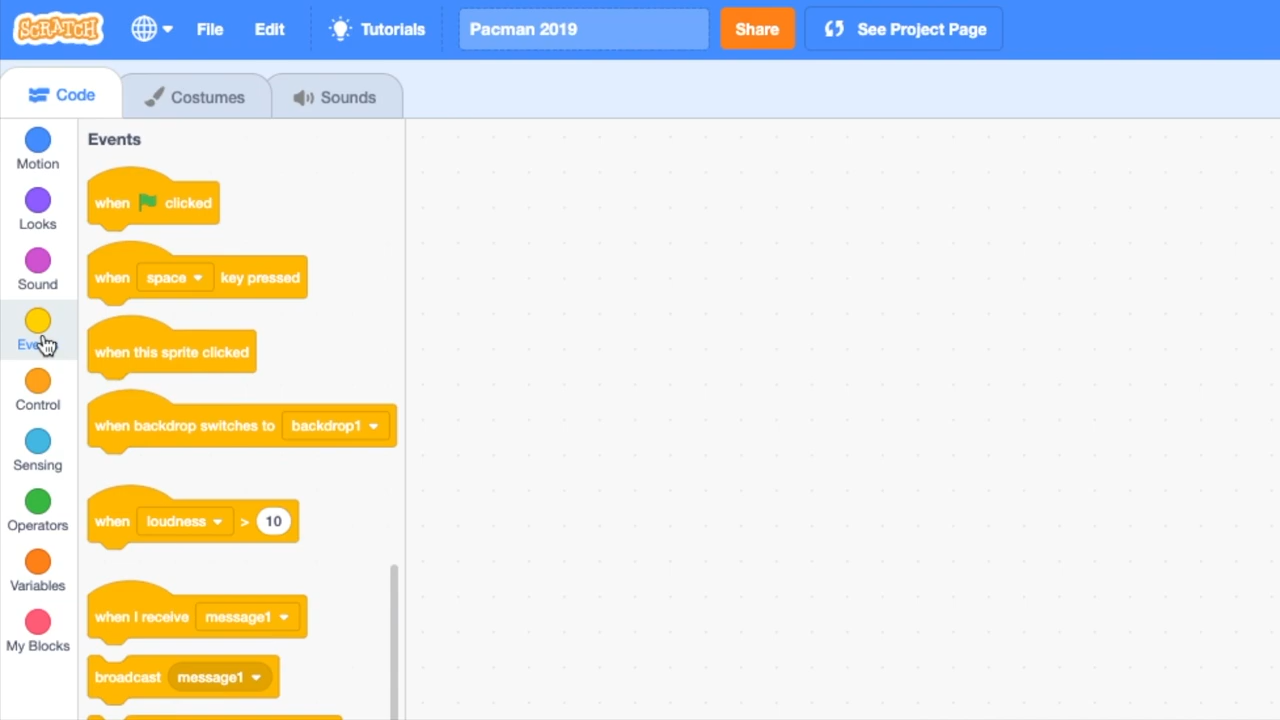 SCRATCH File Edit Tutorials Pacman 2019 Share See Project Page
Code Costumes Sounds
Motion
Looks
Sound
Control
Sensing
Operators
Variables
My Blocks
Events
when clicked
when space key pressed
when this sprite clicked
when backdrop switches to backdrop1
when loudness > 10
when I receive message1
broadcast message1